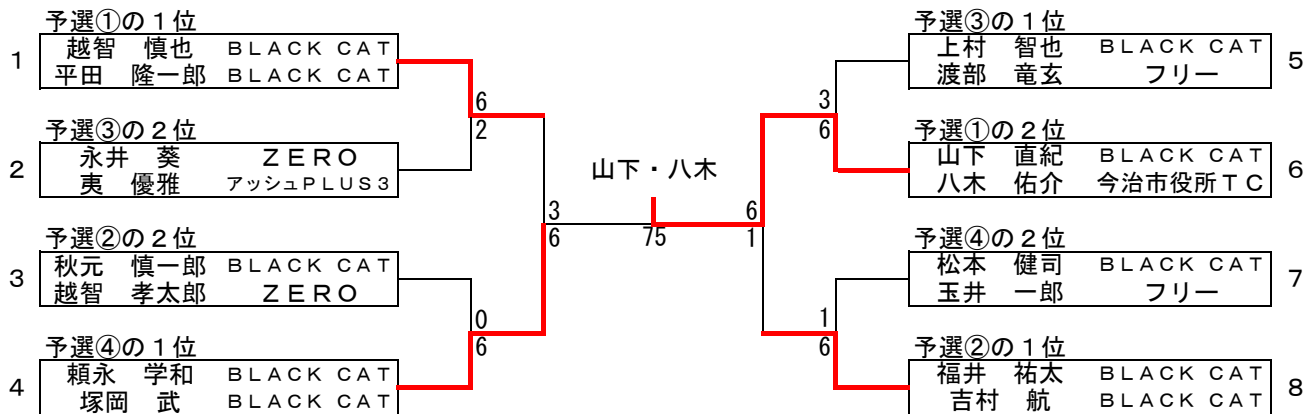 予選①の１位
1
越智　慎也 ＢＬＡＣＫ ＣＡＴ
平田　隆一郎 ＢＬＡＣＫ ＣＡＴ
6
2
予選③の２位
2
永井　葵 ＺＥＲＯ
夷　優雅 アッシュＰＬＵＳ３
3
6
予選②の２位
3
秋元　慎一郎 ＢＬＡＣＫ ＣＡＴ
越智　孝太郎 ＺＥＲＯ
0
6
予選④の１位
4
頼永　学和 ＢＬＡＣＫ ＣＡＴ
塚岡　武 ＢＬＡＣＫ ＣＡＴ
山下・八木
75
予選③の１位
上村　智也 ＢＬＡＣＫ ＣＡＴ
渡部　竜玄 フリー
5
3
6
予選①の２位
山下　直紀 ＢＬＡＣＫ ＣＡＴ
八木　佑介 今治市役所ＴＣ
6
6
1
予選④の２位
松本　健司 ＢＬＡＣＫ ＣＡＴ
玉井　一郎 フリー
7
1
6
予選②の１位
福井　祐太 ＢＬＡＣＫ ＣＡＴ
吉村　航 ＢＬＡＣＫ ＣＡＴ
8